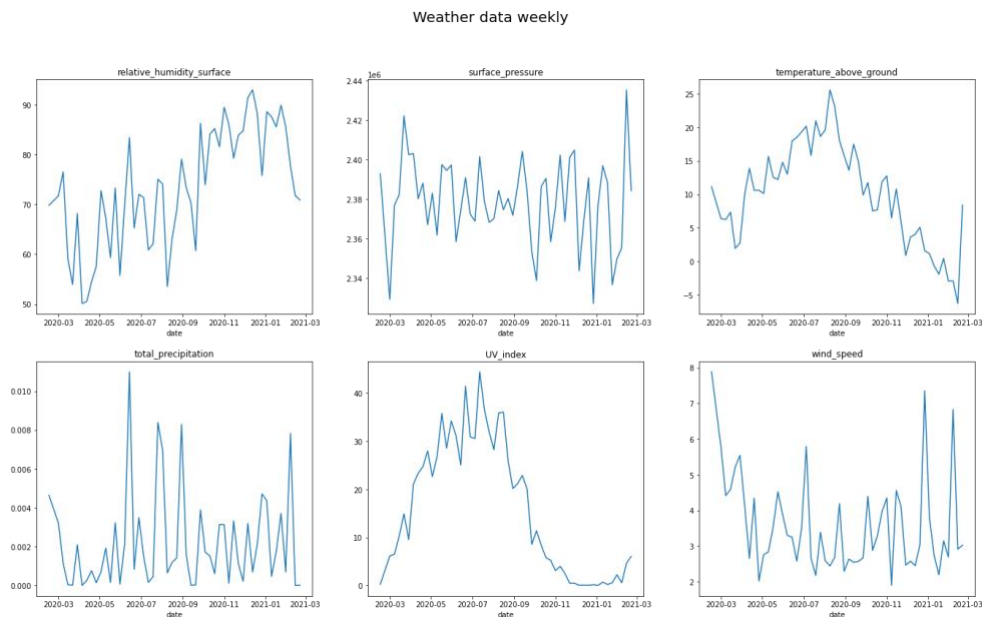 Weather data weekly
relative_humidity_surface
90
80
70
60
50
2020-03 2020-05 2020-07 2020-09 2020-11 2021-01 2021-03
date
surface_pressure
1e6
2.44
2.42
2.40
2.38
2.36
2.34
2020-03 2020-05 2020-07 2020-09 2020-11 2021-01 2021-03
date
temperature_above_ground
25
20
15
10
5
0
−5
2020-03 2020-05 2020-07 2020-09 2020-11 2021-01 2021-03
date
total_precipitation
0.010
0.008
0.006
0.004
0.002
0.000
2020-03 2020-05 2020-07 2020-09 2020-11 2021-01 2021-03
date
UV_index
40
30
20
10
0
2020-03 2020-05 2020-07 2020-09 2020-11 2021-01 2021-03
date
wind_speed
8
7
6
5
4
3
2
2020-03 2020-05 2020-07 2020-09 2020-11 2021-01 2021-03
date